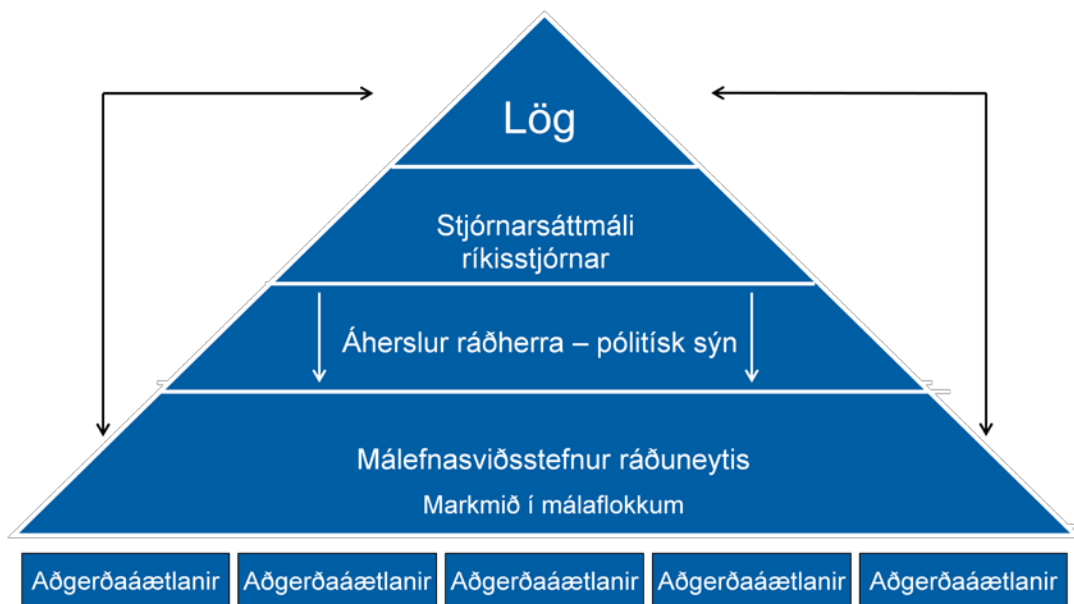 Lög
Stjórnarsáttmáli
ríkisstjórnar
Áherslur ráðherra – pólitísk sýn
Málefnasviðsstefnur ráðuneytis
Markmið í málaflokkum
Aðgerðaáætlanir
Aðgerðaáætlanir
Aðgerðaáætlanir
Aðgerðaáætlanir
Aðgerðaáætlanir